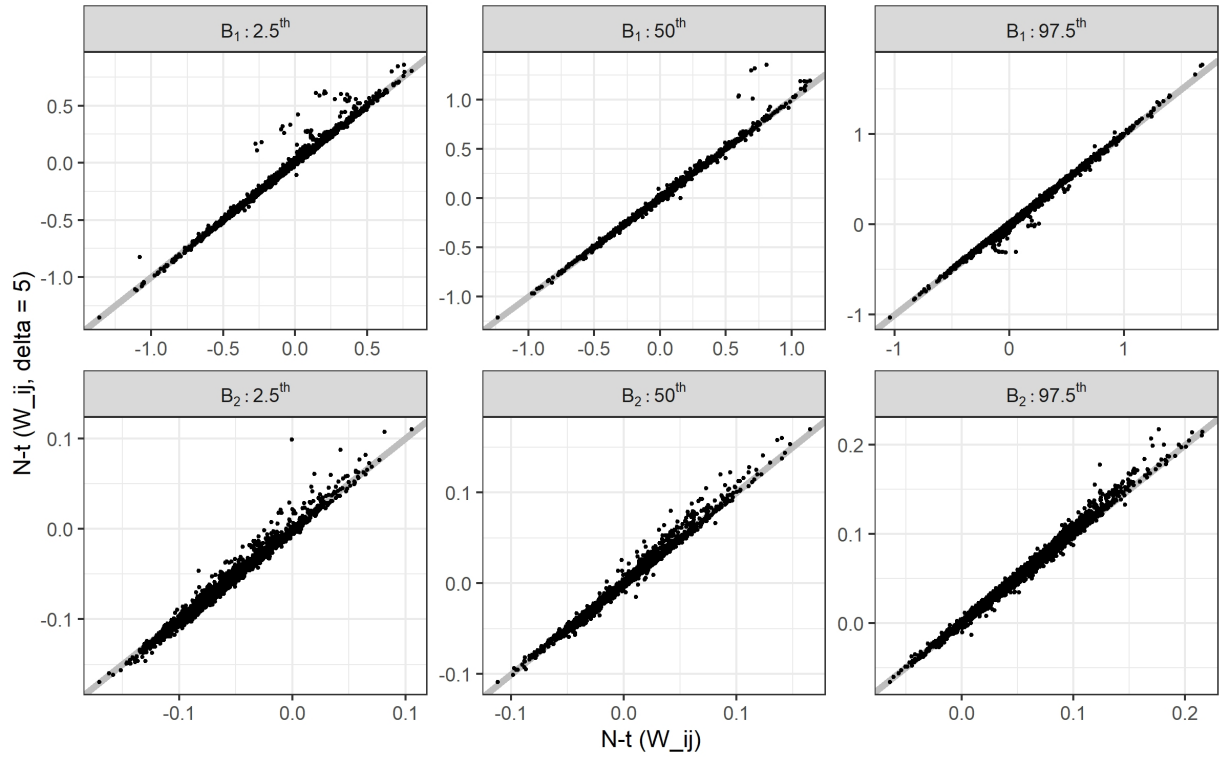 B₁ : 2.5ᵗʰ
B₁ : 50ᵗʰ
B₁ : 97.5ᵗʰ
0.5
0.0
-0.5
-1.0
-1.0 -0.5 0.0 0.5
1.0
0.5
0.0
-0.5
-1.0
-1.0 -0.5 0.0 0.5 1.0
1
0
-1
-1 0 1
N-t (W_ij, delta = 5)
B₂ : 2.5ᵗʰ
B₂ : 50ᵗʰ
B₂ : 97.5ᵗʰ
0.1
0.0
-0.1
-0.1 0.0 0.1
0.1
0.0
-0.1
-0.1 0.0 0.1
0.2
0.1
0.0
0.0 0.1 0.2
N-t (W_ij)